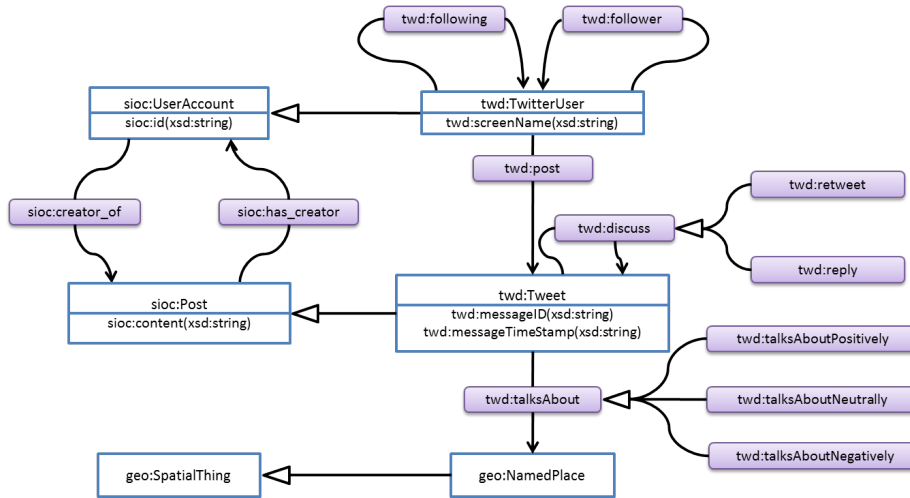 twd:following
twd:follower
sioc:UserAccount
sioc:id(xsd:string)
twd:TwitterUser
twd:screenName(xsd:string)
twd:post
twd:retweet
sioc:creator_of
sioc:has_creator
twd:discuss
twd:reply
sioc:Post
sioc:content(xsd:string)
twd:Tweet
twd:messageID(xsd:string)
twd:messageTimeStamp(xsd:string)
twd:talksAboutPositively
twd:talksAbout
twd:talksAboutNeutrally
twd:talksAboutNegatively
geo:SpatialThing
geo:NamedPlace